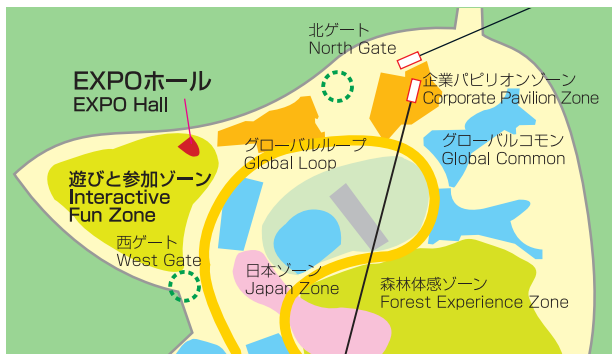 北ゲート
North Gate
EXPOホール
EXPO Hall
企業パビリオンゾーン
Corporate Pavilion Zone
グローバルループ
Global Loop
グローバルコモン
Global Common
遊びと参加ゾーン
Interactive
Fun Zone
西ゲート
West Gate
日本ゾーン
Japan Zone
森林体感ゾーン
Forest Experience Zone